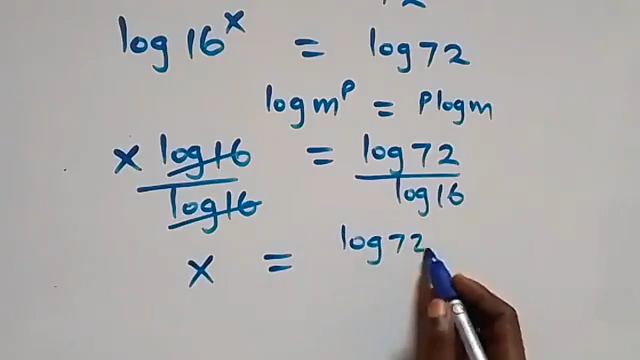 log 16^x = log 72
log m^p = p log m
x log 16 = log 72
log 16 log 16
x = log 72